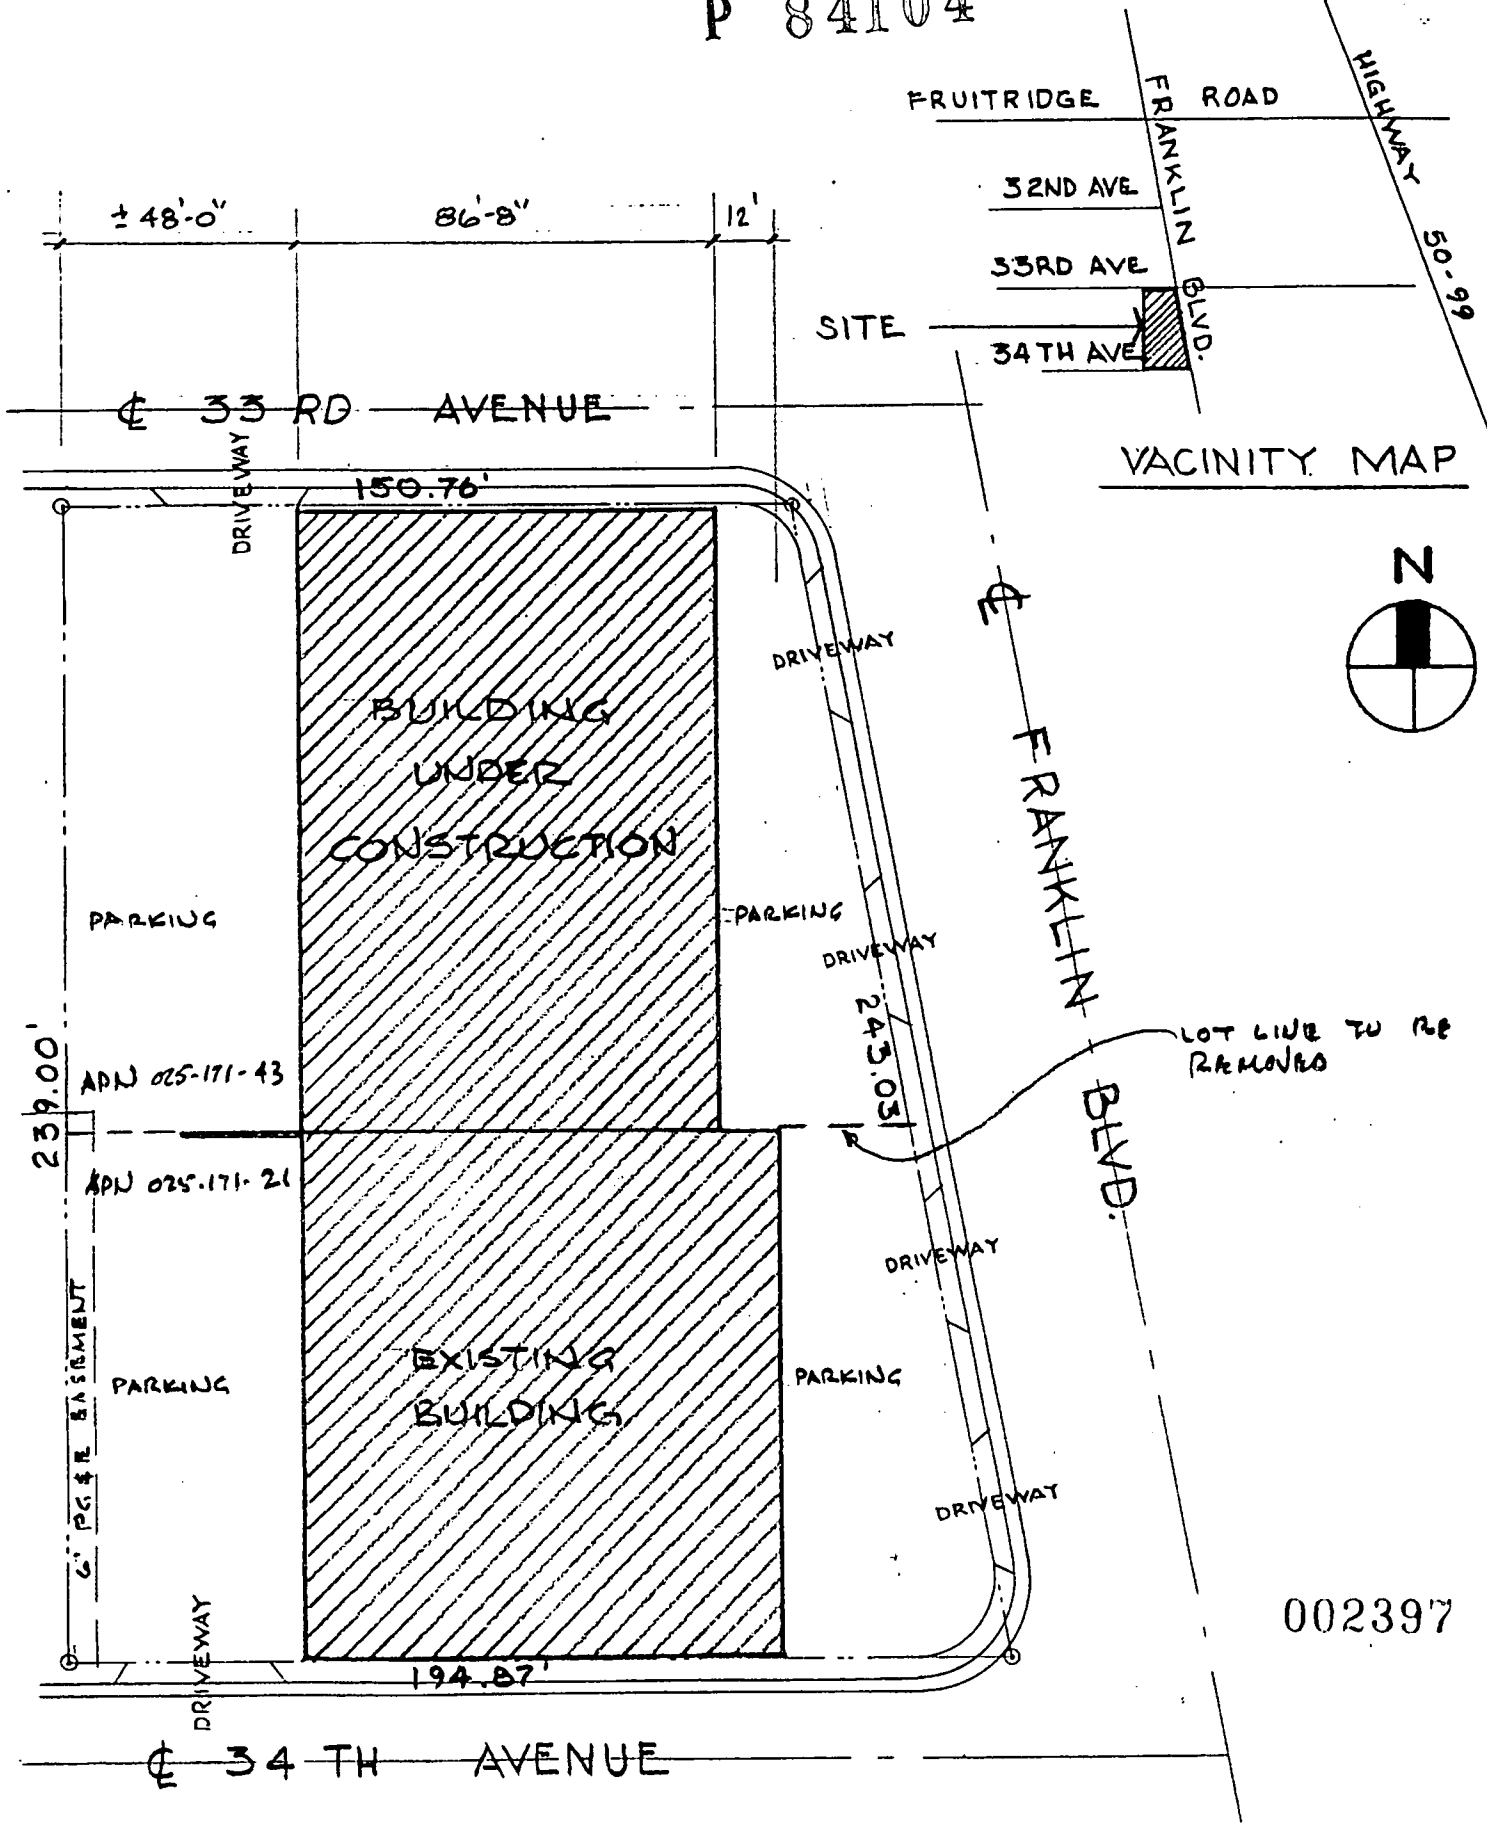 P 84104
FRUITRIDGE ROAD
FRANKLIN BLVD.
HIGHWAY 50-99
32ND AVE
33RD AVE
SITE
34TH AVE
VACINITY MAP
± 48'-0" 86'-8" 12'
℄ 33 RD AVENUE
DRIVEWAY
150.76'
N
DRIVEWAY
℄ FRANKLIN BLVD.
BUILDING
UNDER
CONSTRUCTION
PARKING
PARKING
DRIVEWAY
243.03'
LOT LINE TO BE
REMOVED
239.00'
APN 025-171-43
APN 025-171-21
DRIVEWAY
6' PG & E EASEMENT
PARKING
EXISTING
BUILDING
PARKING
DRIVEWAY
002397
DRIVEWAY
194.87'
℄ 34 TH AVENUE